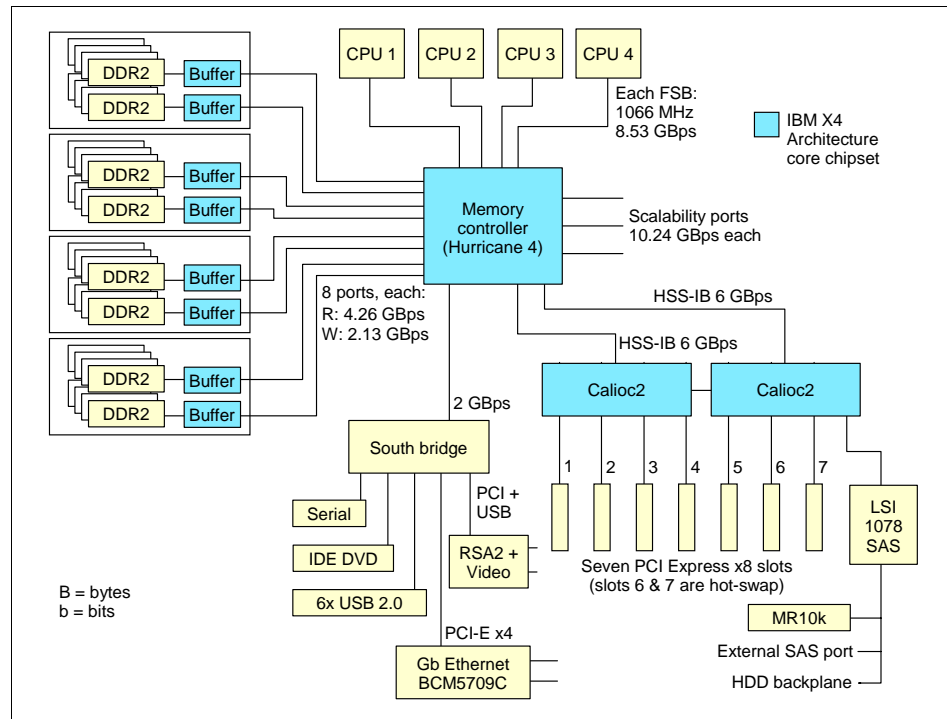 CPU 1
CPU 2
CPU 3
CPU 4
DDR2
Buffer
DDR2
Buffer
DDR2
Buffer
DDR2
Buffer
DDR2
Buffer
DDR2
Buffer
DDR2
Buffer
DDR2
Buffer
Each FSB:
1066 MHz
8.53 GBps
IBM X4
Architecture
core chipset
Memory
controller
(Hurricane 4)
Scalability ports
10.24 GBps each
8 ports, each:
R: 4.26 GBps
W: 2.13 GBps
HSS-IB 6 GBps
HSS-IB 6 GBps
Calioc2
Calioc2
2 GBps
South bridge
1
2
3
4
5
6
7
PCI +
USB
Serial
IDE DVD
6x USB 2.0
RSA2 +
Video
LSI
1078
SAS
Seven PCI Express x8 slots
(slots 6 & 7 are hot-swap)
B = bytes
b = bits
MR10k
PCI-E x4
External SAS port
Gb Ethernet
BCM5709C
HDD backplane